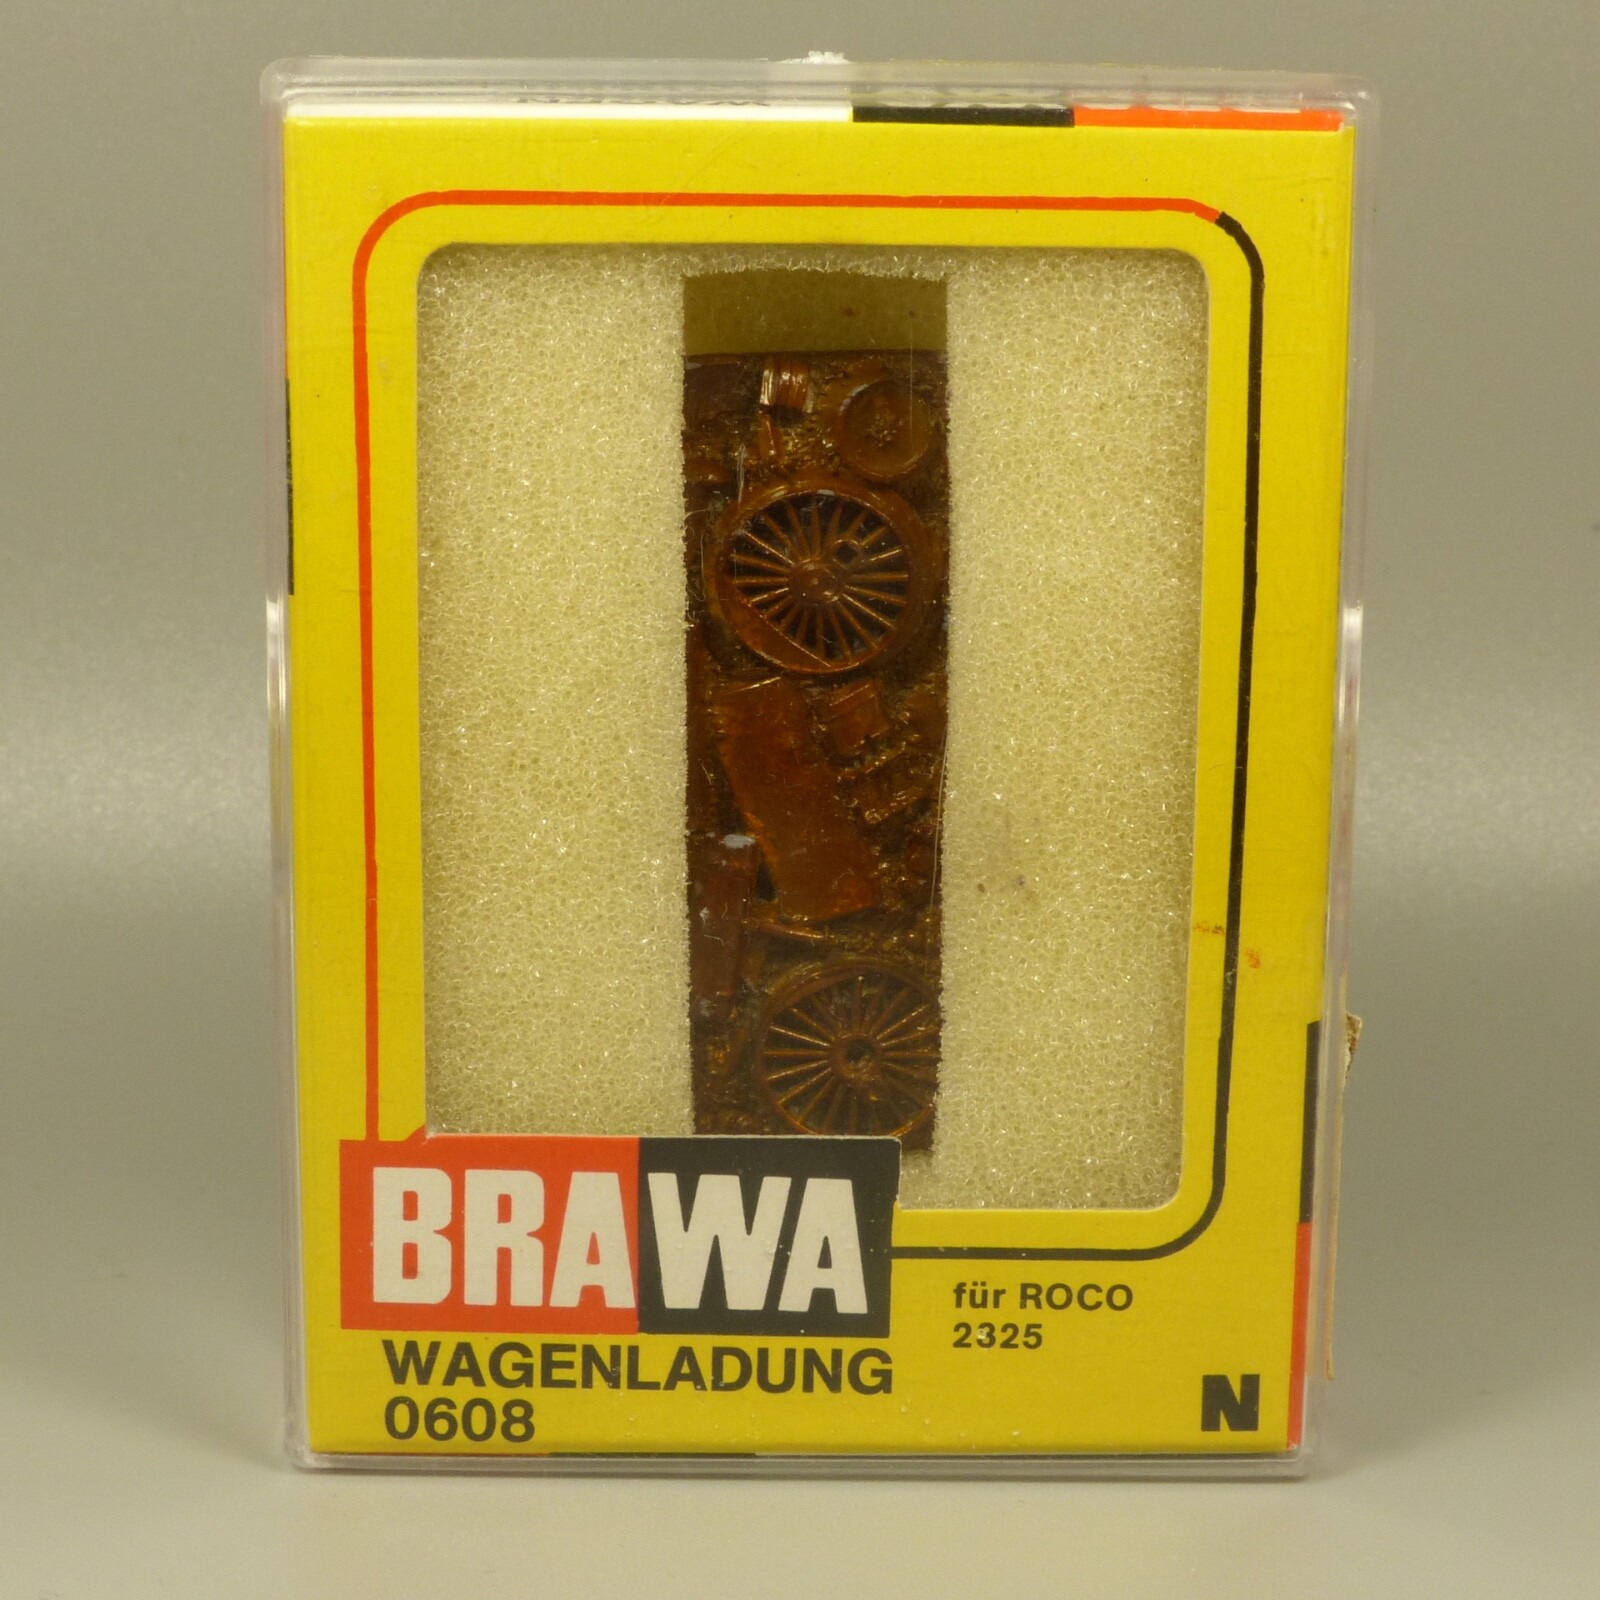 BRAWA
WAGENLADUNG
0608
für ROCO
2325
N